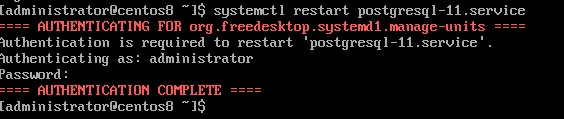 [administrator@centos8 ~]$ systemctl restart postgresql-11.service
==== AUTHENTICATING FOR org.freedesktop.systemd1.manage-units ====
Authentication is required to restart 'postgresql-11.service'.
Authenticating as: administrator
Password:
==== AUTHENTICATION COMPLETE ====
[administrator@centos8 ~]$